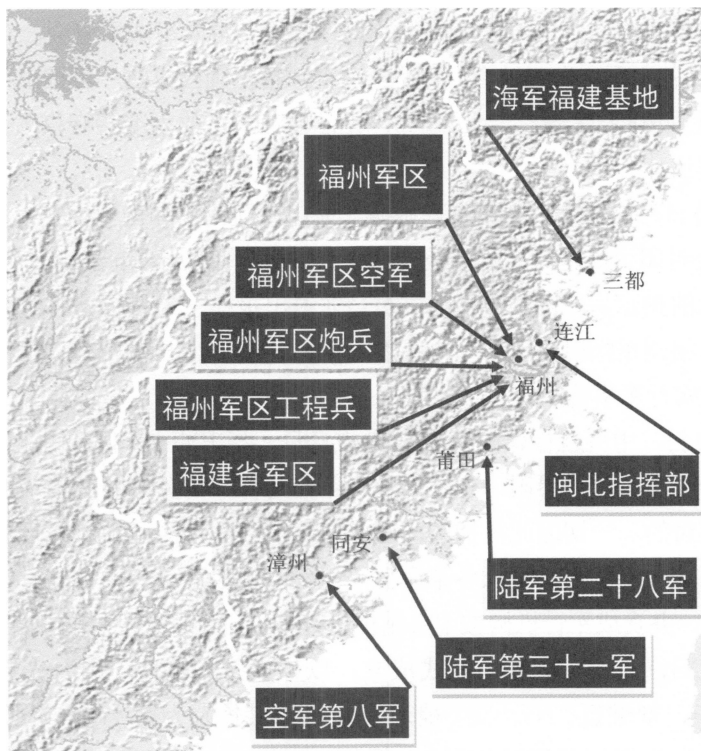 海军福建基地
福州军区
三都
福州军区空军
连江
福州军区炮兵
福州
福州军区工程兵
莆田
福建省军区
闽北指挥部
同安
漳州
陆军第二十八军
陆军第三十一军
空军第八军